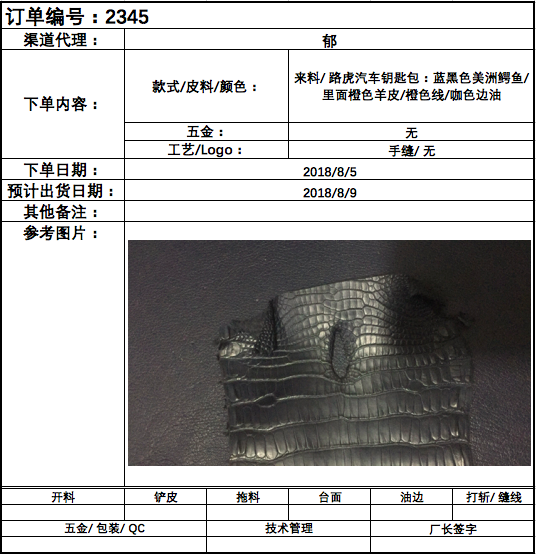 订单编号：2345
渠道代理：
郁
下单内容：
款式/皮料/颜色：
来料/ 路虎汽车钥匙包：蓝黑色美洲鳄鱼/
里面橙色羊皮/橙色线/咖色边油
五金：
无
工艺/Logo：
手缝/ 无
下单日期：
2018/8/5
预计出货日期：
2018/8/9
其他备注：
参考图片：
开料
铲皮
拖料
台面
油边
打斩/ 缝线
五金/ 包装/ QC
技术管理
厂长签字